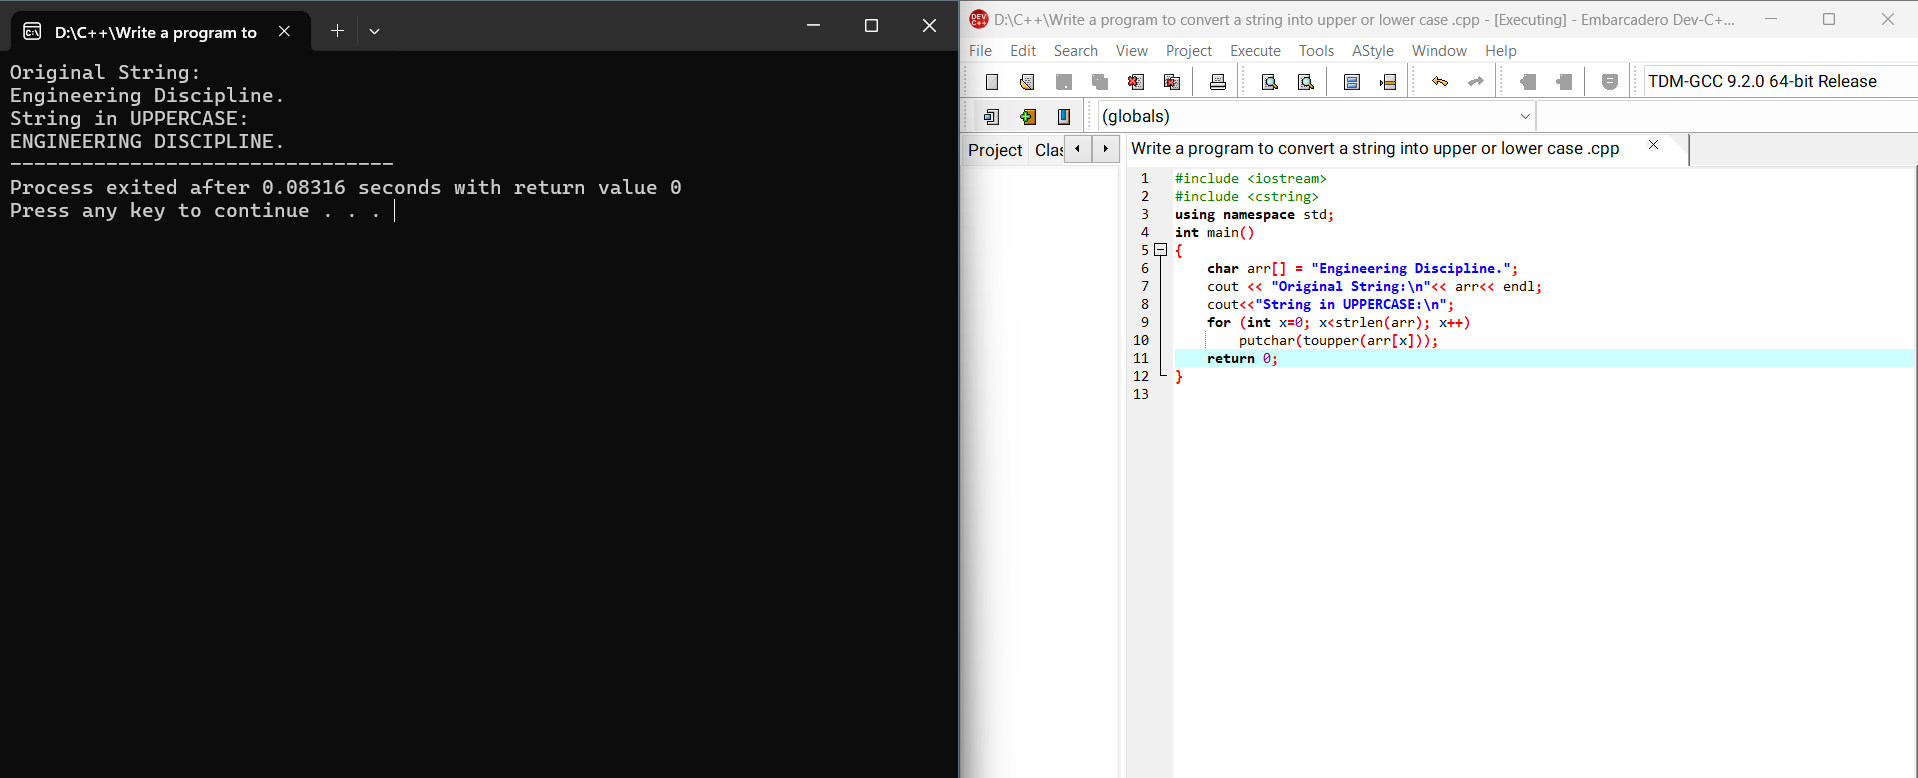 D:\C++\Write a program to
Original String:
Engineering Discipline.
String in UPPERCASE:
ENGINEERING DISCIPLINE.
--------------------------------
Process exited after 0.08316 seconds with return value 0
Press any key to continue . . .
DEV C++
D:\C++\Write a program to convert a string into upper or lower case .cpp - [Executing] - Embarcadero Dev-C+...
File Edit Search View Project Execute Tools AStyle Window Help
TDM-GCC 9.2.0 64-bit Release
(globals)
Project Clas
Write a program to convert a string into upper or lower case .cpp
1 #include <iostream>
2 #include <cstring>
3 using namespace std;
4 int main()
5 {
6 char arr[] = "Engineering Discipline.";
7 cout << "Original String:\n"<< arr<< endl;
8 cout<<"String in UPPERCASE:\n";
9 for (int x=0; x<strlen(arr); x++)
10 putchar(toupper(arr[x]));
11 return 0;
12 }
13